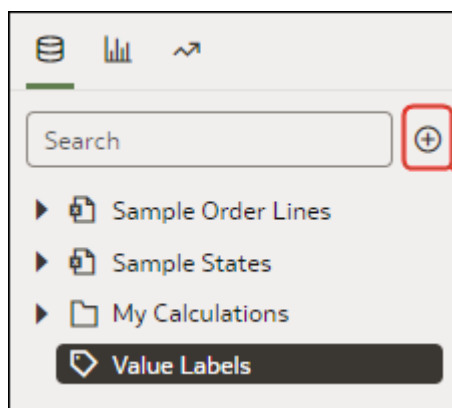 Search
Sample Order Lines
Sample States
My Calculations
Value Labels